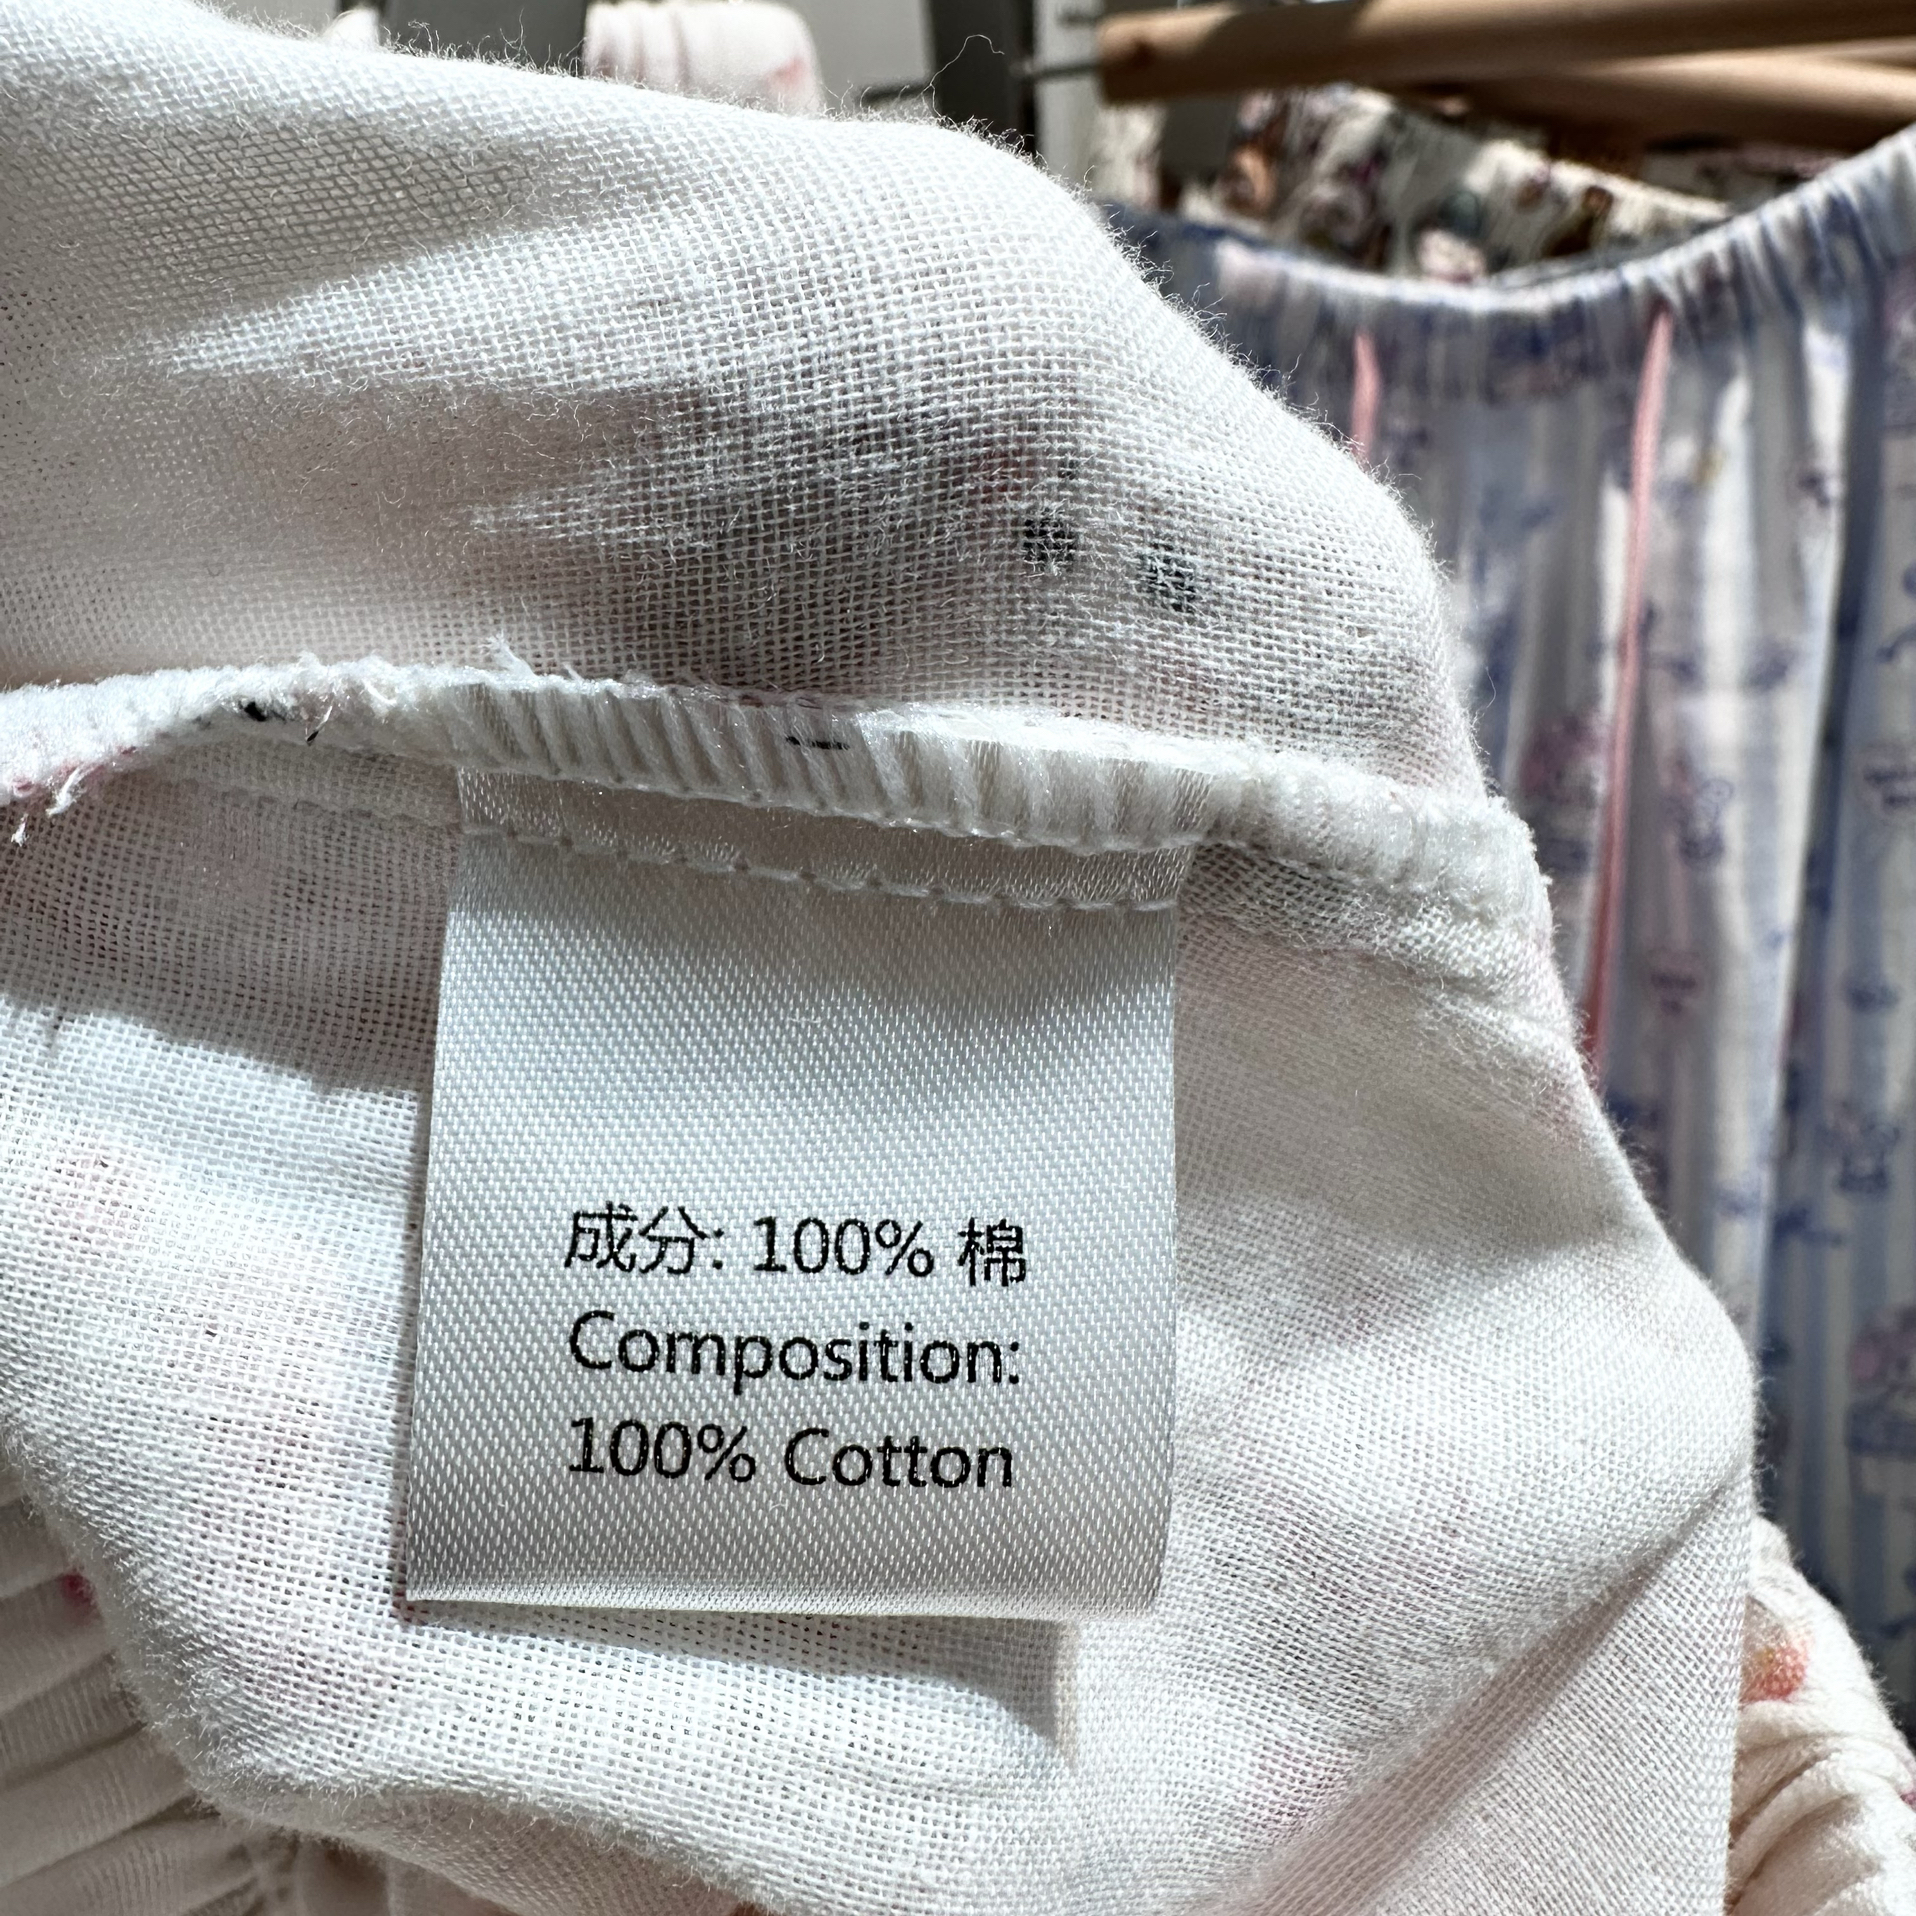 成分: 100% 棉
Composition:
100% Cotton